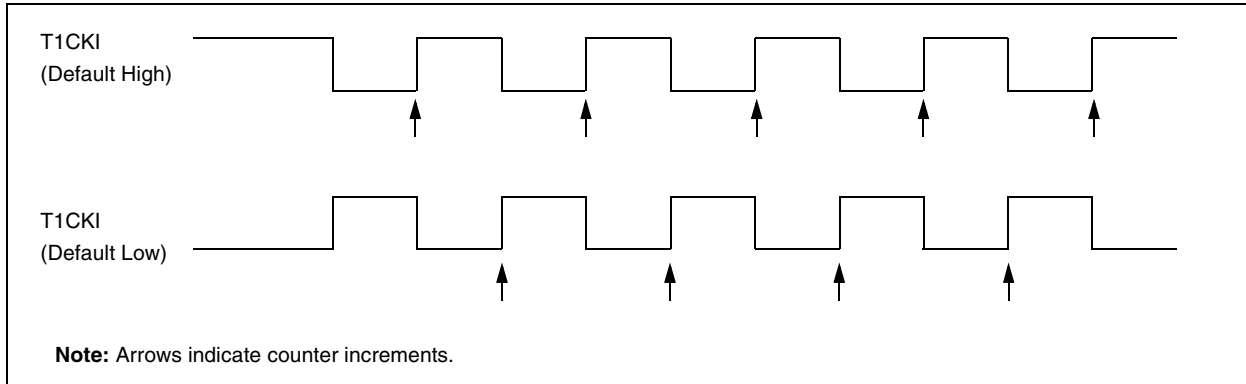 T1CKI
(Default High)
T1CKI
(Default Low)
Note: Arrows indicate counter increments.